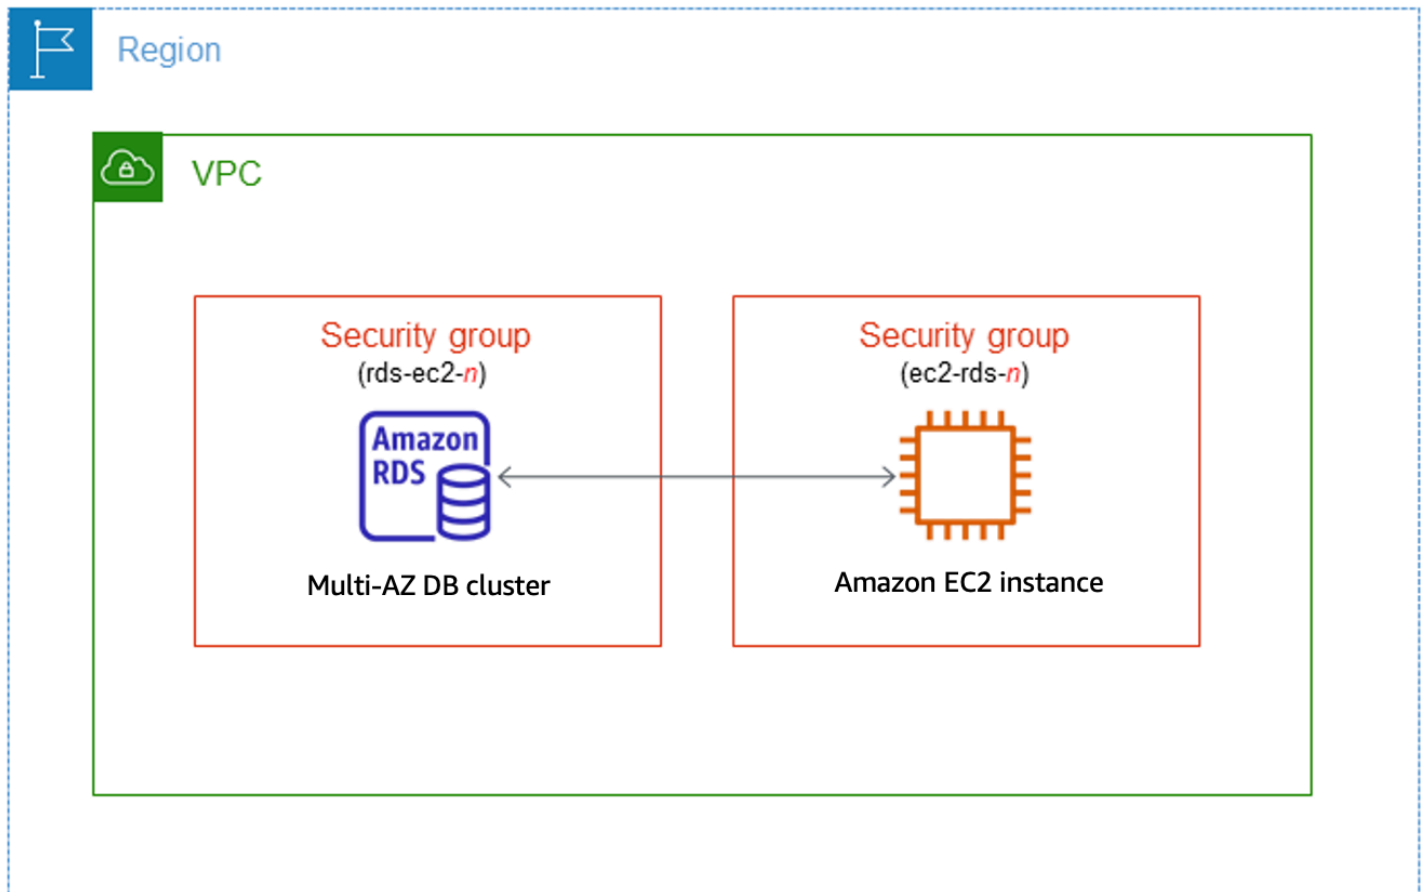 Region
VPC
Security group
(rds-ec2-n)
Amazon
RDS
Multi-AZ DB cluster
Security group
(ec2-rds-n)
Amazon EC2 instance